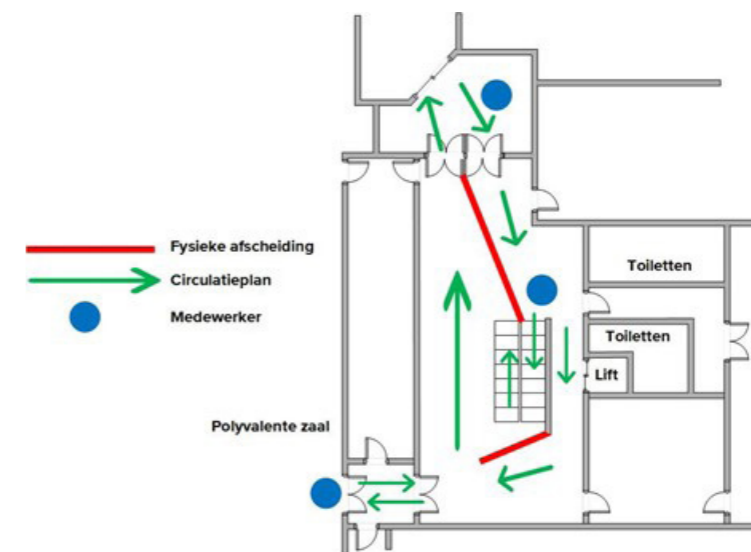 Fysieke afscheiding
Circulatieplan
Medewerker
Toiletten
Toiletten
Lift
Polyvalente zaal